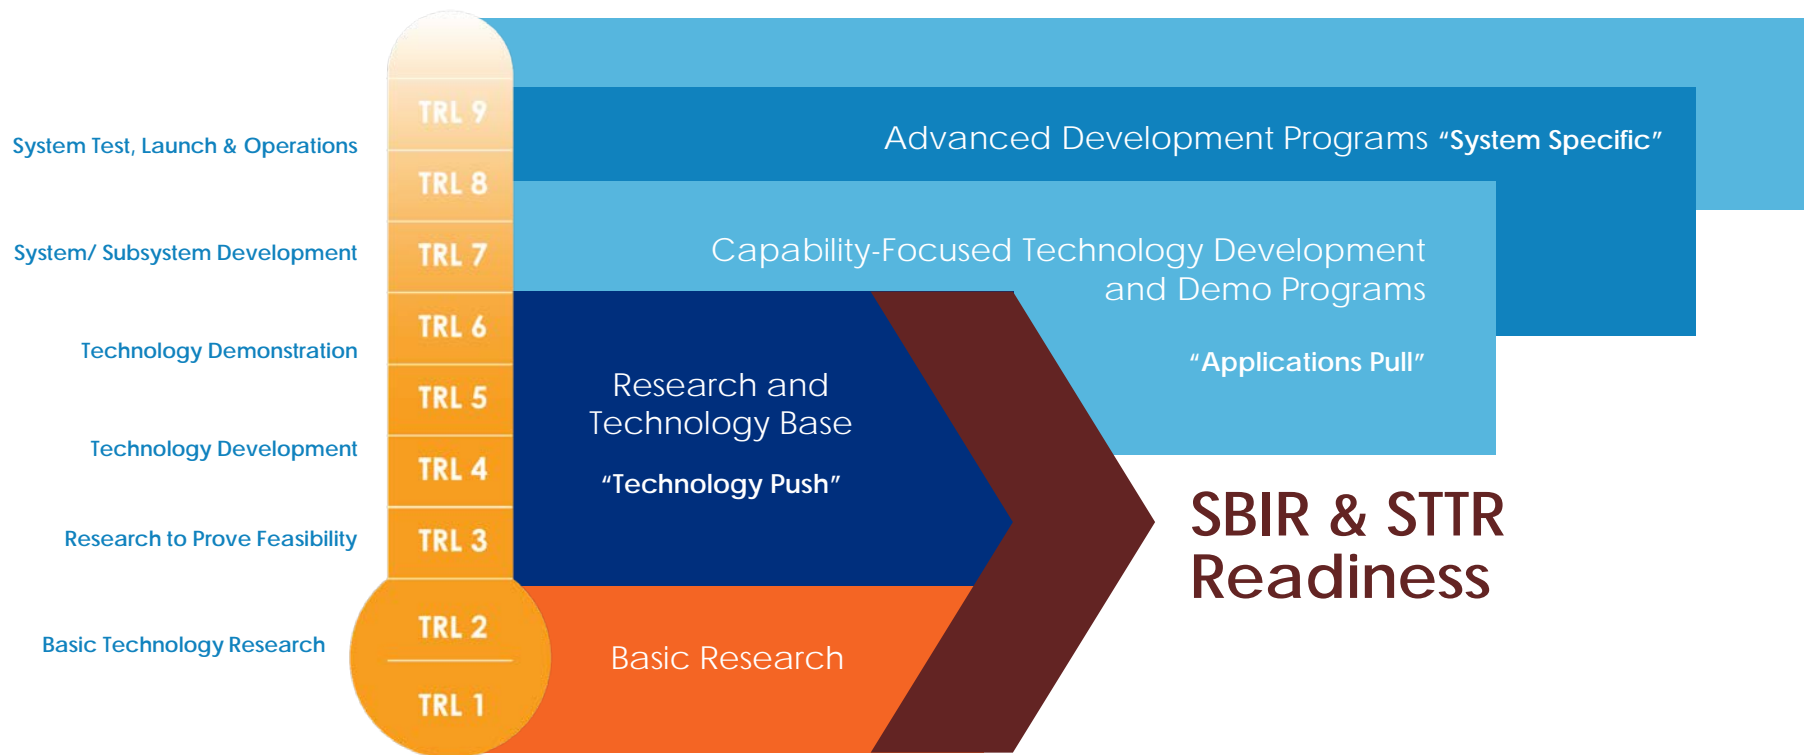 TRL 9
System Test, Launch & Operations
TRL 8
System/ Subsystem Development
TRL 7
TRL 6
Technology Demonstration
TRL 5
Technology Development
TRL 4
Research to Prove Feasibility
TRL 3
TRL 2
Basic Technology Research
TRL 1
Advanced Development Programs “System Specific”
Capability-Focused Technology Development
and Demo Programs
“Applications Pull”
Research and
Technology Base
“Technology Push”
Basic Research
SBIR & STTR
Readiness